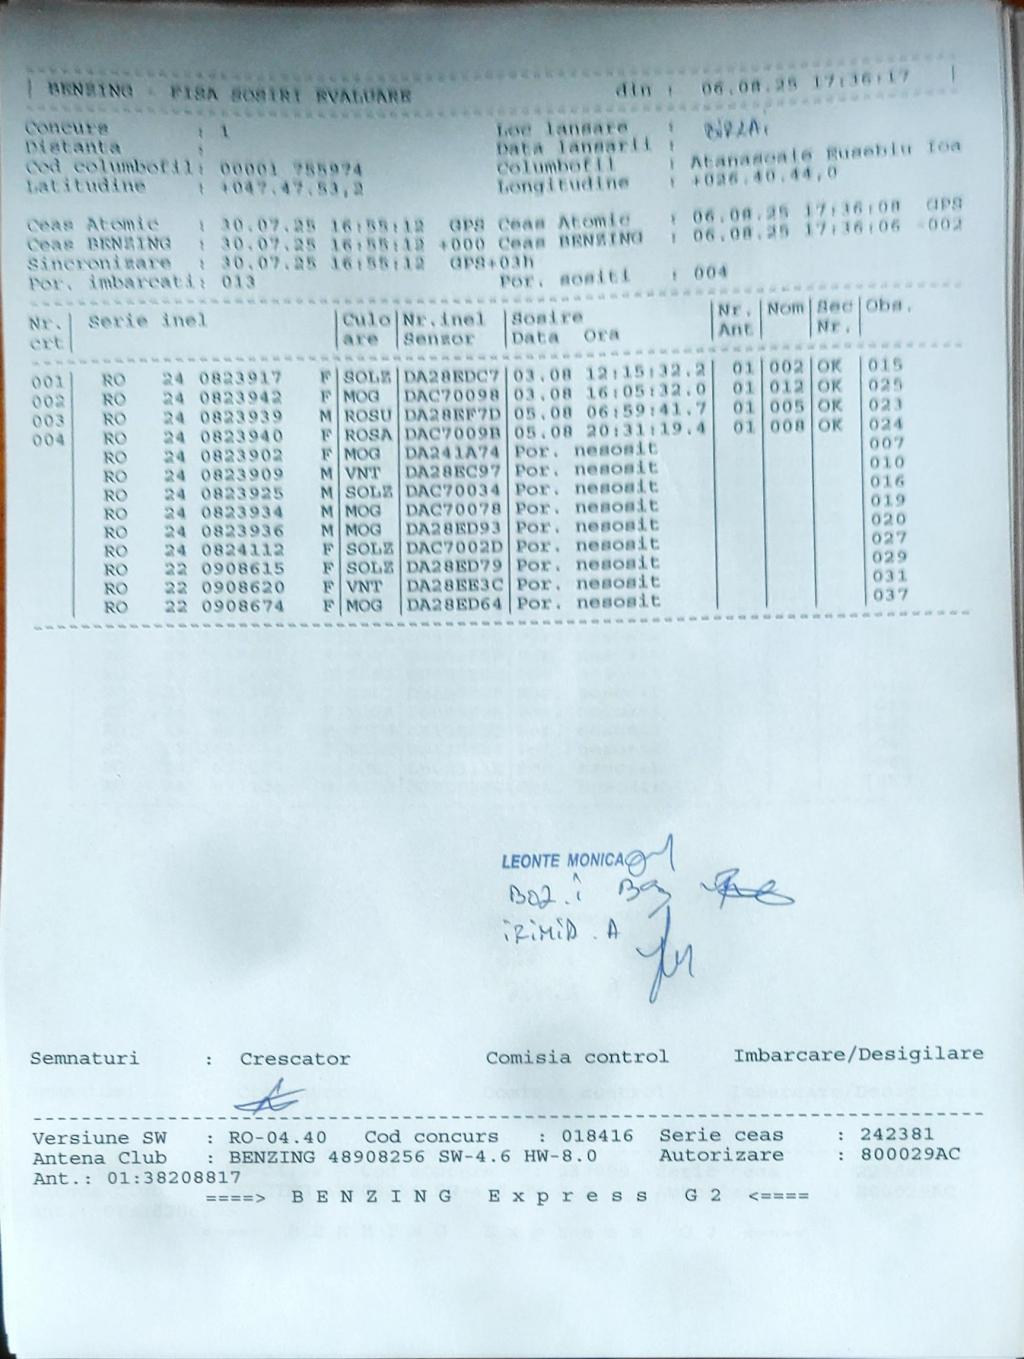 BENZING - FISA SOSIRI EVALUARE din : 06.08.25 17:36:17
Concurs : 1 Loc lansare :
Distanta : Data lansarii :
Cod columbofil: 00001 755974 Columbofil : Atanasoaie Eusebiu Ioa
Latitudine : +047.47.53,2 Longitudine : +026.40.44,0
Ceas Atomic : 30.07.25 16:55:12 GPS Ceas Atomic : 06.08.25 17:36:08 GPS
Ceas BENZING : 30.07.25 16:55:12 +000 Ceas BENZING : 06.08.25 17:36:06 -002
Sincronizare : 30.07.25 16:55:12 GPS+03h
Por. imbarcati: 013 Por. sositi : 004
Nr. Serie inel Culo Nr.inel Sosire Nr. Nom Sec Obs.
crt are Senzor Data Ora Ant Nr.
001 RO 24 0823917 F SOLZ DA28EDC7 03.08 12:15:32.2 01 002 OK 015
002 RO 24 0823942 F MOG DAC70098 03.08 16:05:32.0 01 012 OK 025
003 RO 24 0823939 M ROSU DA28EF7D 05.08 06:59:41.7 01 005 OK 023
004 RO 24 0823940 F ROSA DAC7009B 05.08 20:31:19.4 01 008 OK 024
RO 24 0823902 F MOG DA241A74 Por. nesosit 007
RO 24 0823909 M VNT DA28EC97 Por. nesosit 010
RO 24 0823925 M SOLZ DAC70034 Por. nesosit 016
RO 24 0823934 M MOG DAC70078 Por. nesosit 019
RO 24 0823936 M MOG DA28ED93 Por. nesosit 020
RO 24 0824112 F SOLZ DAC7002D Por. nesosit 027
RO 22 0908615 F SOLZ DA28ED79 Por. nesosit 029
RO 22 0908620 F VNT DA28EE3C Por. nesosit 031
RO 22 0908674 F MOG DA28ED64 Por. nesosit 037
LEONTE MONICA
BOZ. Î
IRIMIA . A
Semnaturi : Crescator Comisia control Imbarcare/Desigilare
Versiune SW : RO-04.40 Cod concurs : 018416 Serie ceas : 242381
Antena Club : BENZING 48908256 SW-4.6 HW-8.0 Autorizare : 800029AC
Ant.: 01:38208817
====> B E N Z I N G E x p r e s s G 2 <====